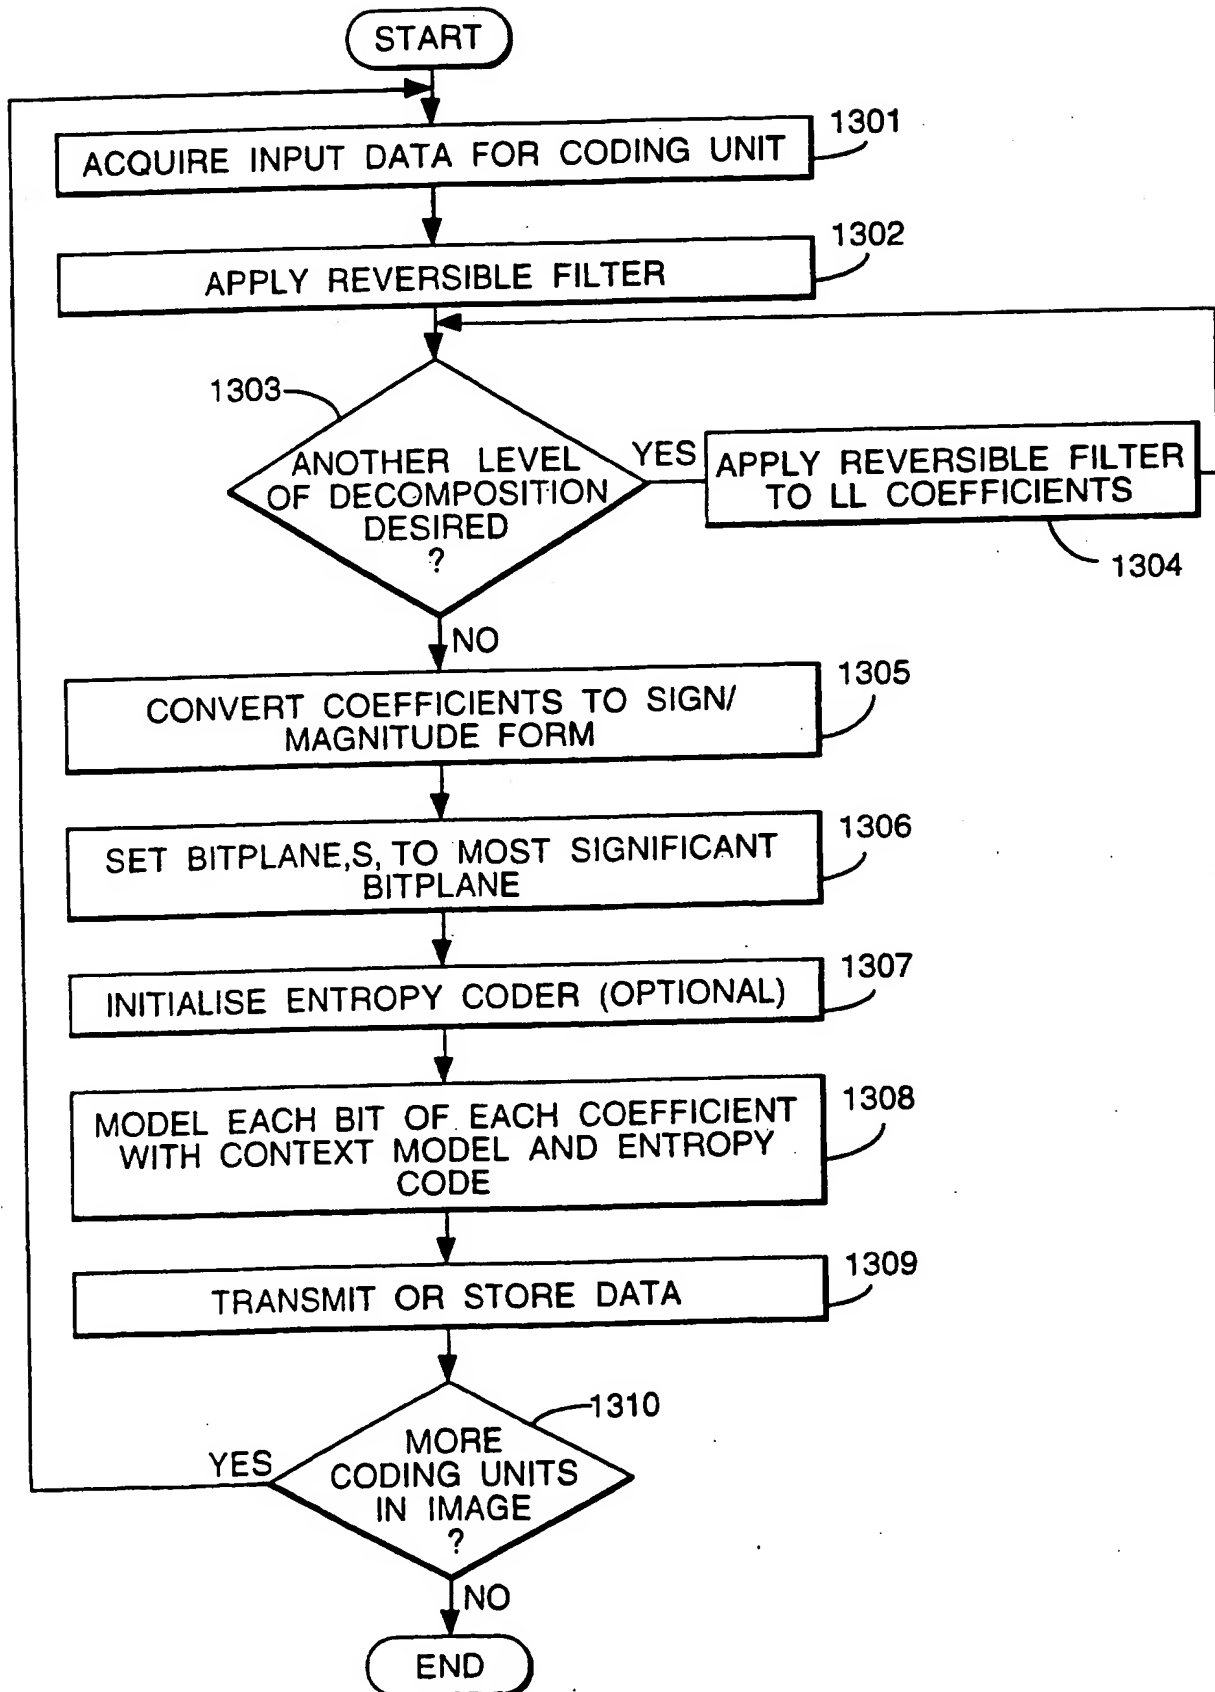 START
1301
ACQUIRE INPUT DATA FOR CODING UNIT
1302
APPLY REVERSIBLE FILTER
1303
ANOTHER LEVEL
OF DECOMPOSITION
DESIRED
?
YES
APPLY REVERSIBLE FILTER
TO LL COEFFICIENTS
1304
NO
1305
CONVERT COEFFICIENTS TO SIGN/
MAGNITUDE FORM
1306
SET BITPLANE,S, TO MOST SIGNIFICANT
BITPLANE
1307
INITIALISE ENTROPY CODER (OPTIONAL)
1308
MODEL EACH BIT OF EACH COEFFICIENT
WITH CONTEXT MODEL AND ENTROPY
CODE
1309
TRANSMIT OR STORE DATA
1310
YES
MORE
CODING UNITS
IN IMAGE
?
NO
END